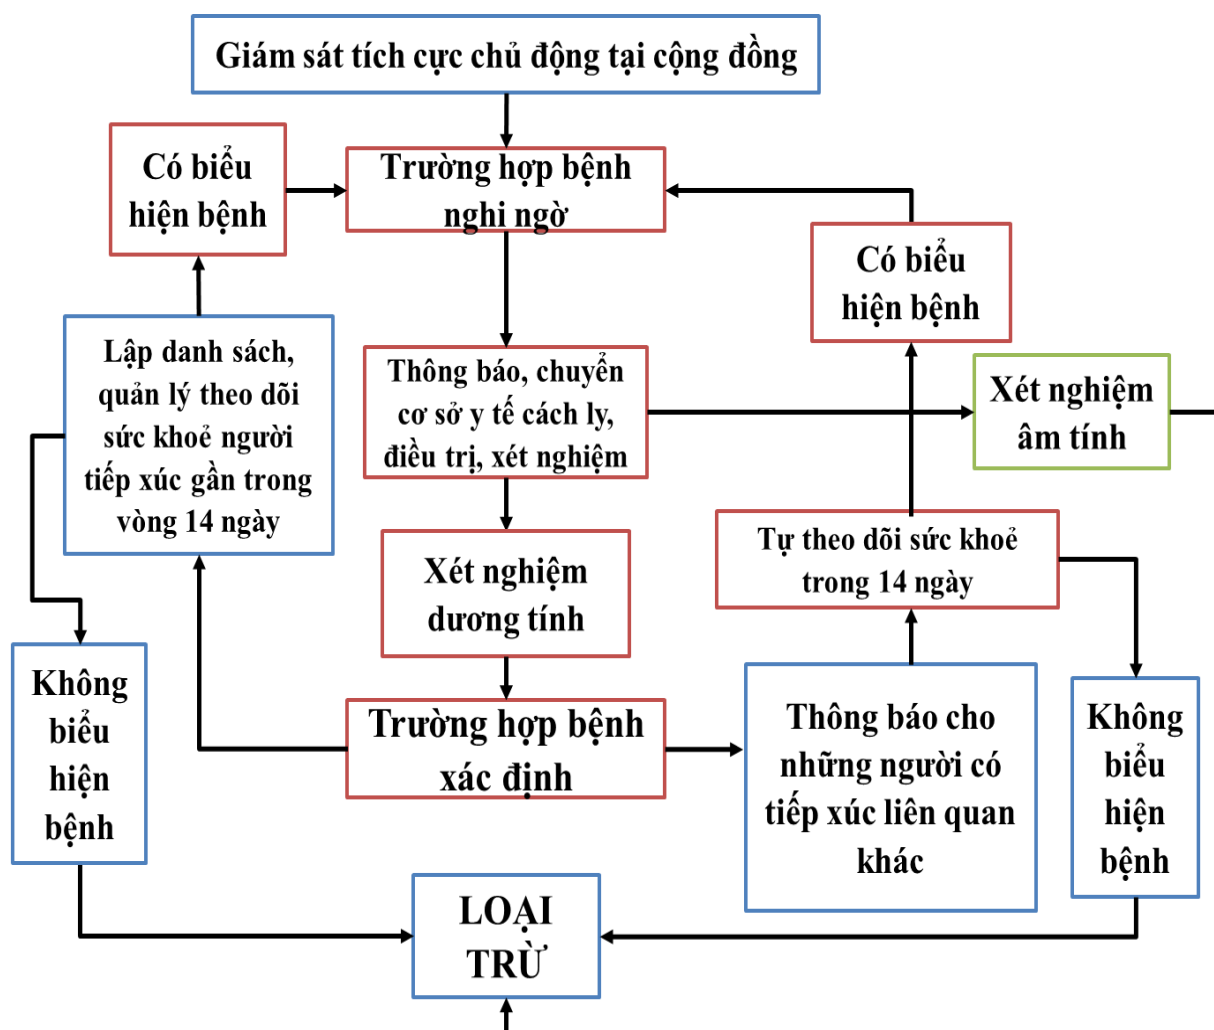 Giám sát tích cực chủ động tại cộng đồng
Có biểu
hiện bệnh
Trường hợp bệnh
nghi ngờ
Có biểu
hiện bệnh
Lập danh sách,
quản lý theo dõi
sức khoẻ người
tiếp xúc gần trong
vòng 14 ngày
Thông báo, chuyển
cơ sở y tế cách ly,
điều trị, xét nghiệm
Xét nghiệm
âm tính
Xét nghiệm
dương tính
Tự theo dõi sức khoẻ
trong 14 ngày
Không
biểu
hiện
bệnh
Trường hợp bệnh
xác định
Thông báo cho
những người có
tiếp xúc liên quan
khác
Không
biểu
hiện
bệnh
LOẠI
TRỪ